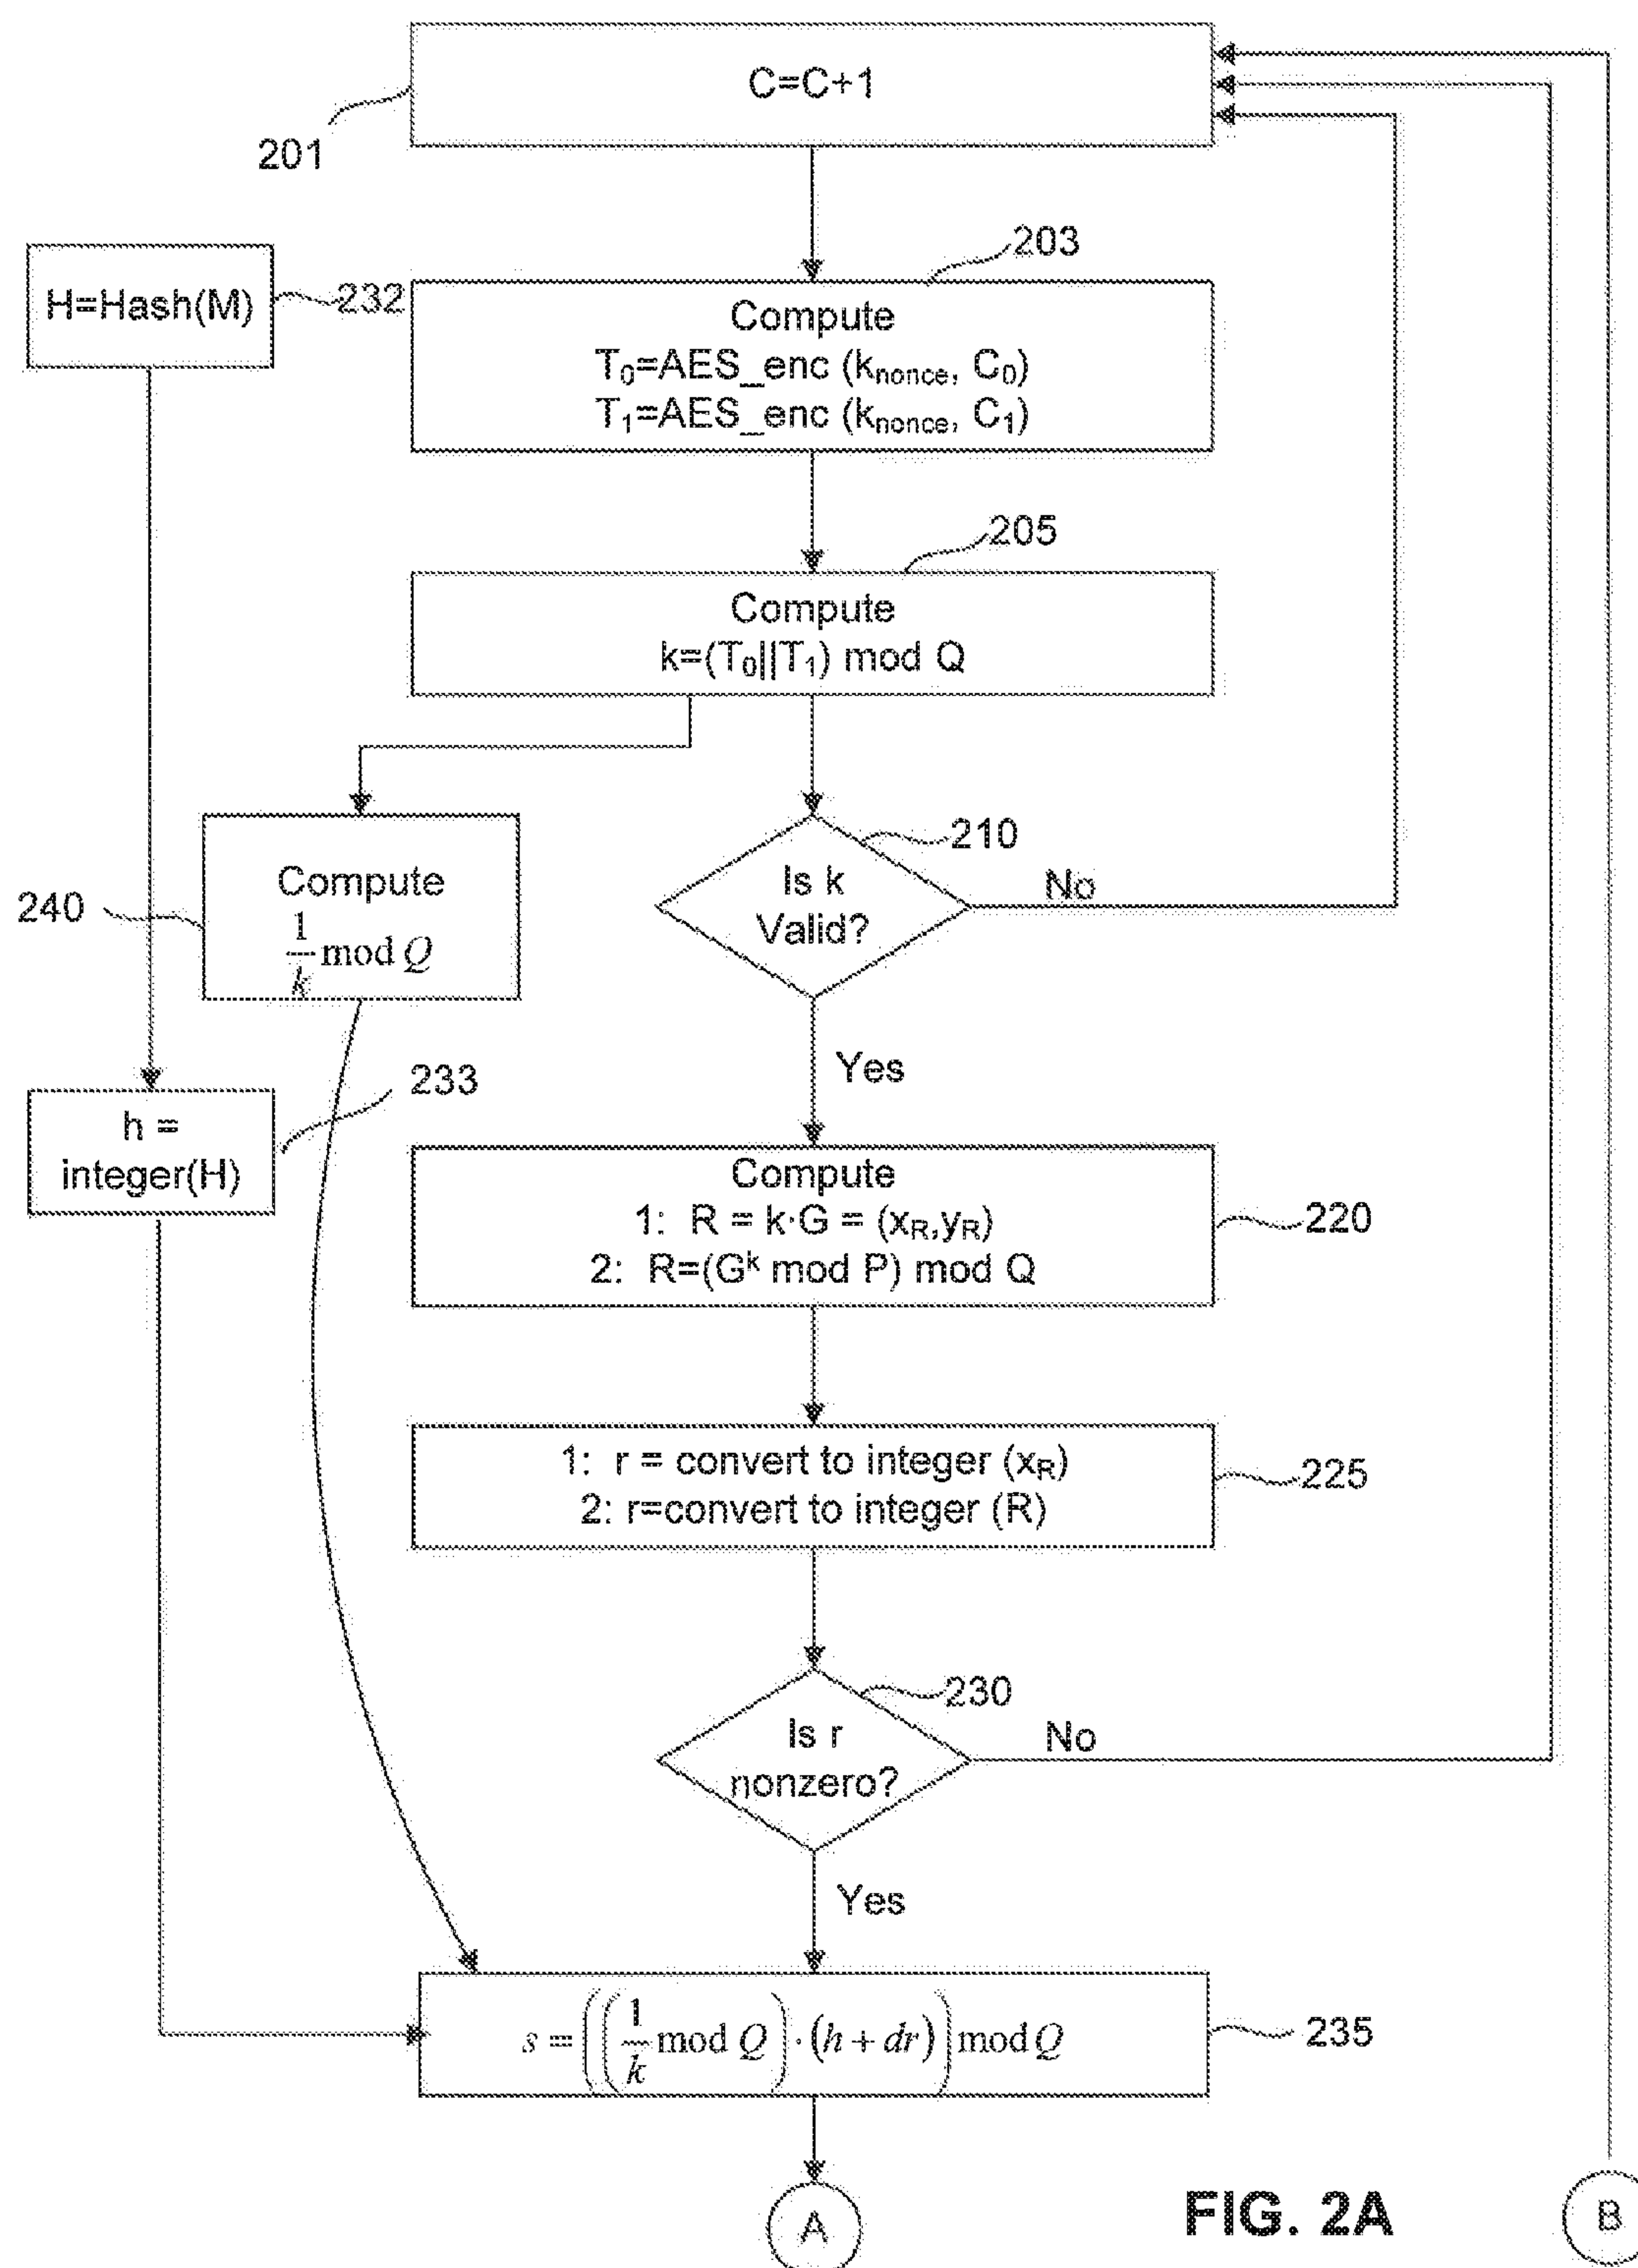 C=C+1
201
203
H=Hash(M)
232
Compute
T₀=AES_enc (k_nonce, C₀)
T₁=AES_enc (k_nonce, C₁)
205
Compute
k=(T₀||T₁) mod Q
210
Is k
Valid?
No
240
Compute
1/k mod Q
Yes
233
h =
integer(H)
Compute
1: R = k·G = (x_R,y_R)
2: R=(G^k mod P) mod Q
220
1: r = convert to integer (x_R)
2: r=convert to integer (R)
225
230
Is r
nonzero?
No
Yes
s = (((1/k) mod Q) · (h + dr)) mod Q
235
A
FIG. 2A
B